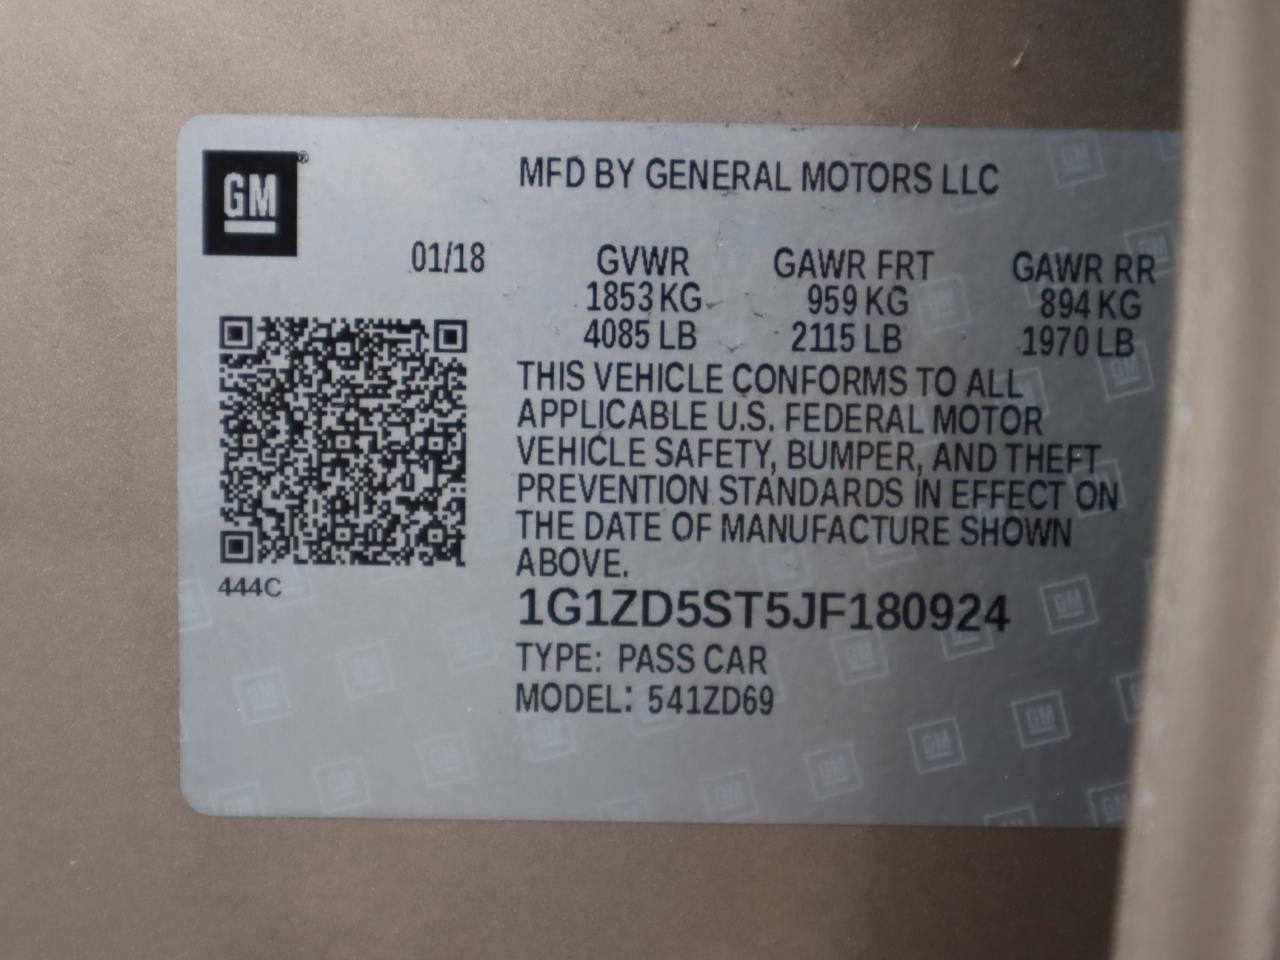 GM
MFD BY GENERAL MOTORS LLC
01/18 GVWR GAWR FRT GAWR RR
1853 KG 959 KG 894 KG
4085 LB 2115 LB 1970 LB
THIS VEHICLE CONFORMS TO ALL
APPLICABLE U.S. FEDERAL MOTOR
VEHICLE SAFETY, BUMPER, AND THEFT
PREVENTION STANDARDS IN EFFECT ON
THE DATE OF MANUFACTURE SHOWN
ABOVE.
444C
1G1ZD5ST5JF180924
TYPE: PASS CAR
MODEL: 541ZD69